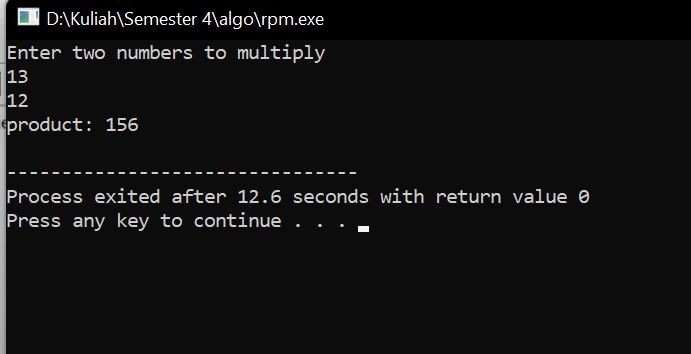 D:\Kuliah\Semester 4\algo\rpm.exe
Enter two numbers to multiply
13
12
product: 156
--------------------------------
Process exited after 12.6 seconds with return value 0
Press any key to continue . . .